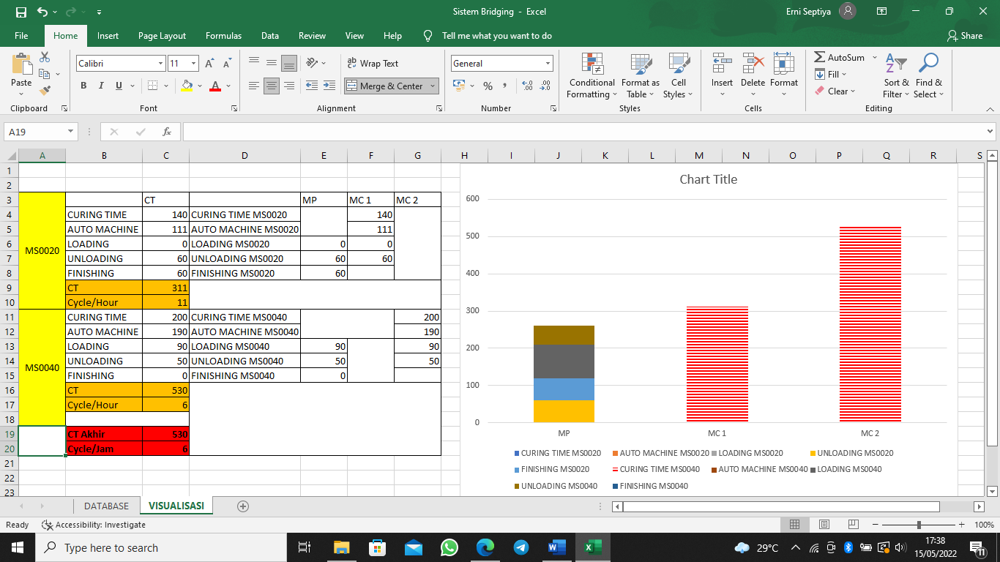 Sistem Bridging - Excel
Erni Septiya
File Home Insert Page Layout Formulas Data Review View Help Tell me what you want to do Share
Paste
Clipboard
Calibri 11
B I U
Font
Wrap Text
Merge & Center
Alignment
General
Number
Conditional Formatting
Format as Table
Cell Styles
Styles
Insert Delete Format
Cells
AutoSum
Fill
Clear
Sort & Filter
Find & Select
Editing
A19
fx
A B C D E F G H I J K L M N O P Q R S
1
2
3 CT MP MC 1 MC 2
4 CURING TIME 140 CURING TIME MS0020 140
5 AUTO MACHINE 111 AUTO MACHINE MS0020 111
6 LOADING 0 LOADING MS0020 0 0
MS0020
7 UNLOADING 60 UNLOADING MS0020 60 60
8 FINISHING 60 FINISHING MS0020 60
9 CT 311
10 Cycle/Hour 11
11 CURING TIME 200 CURING TIME MS0040 200
12 AUTO MACHINE 190 AUTO MACHINE MS0040 190
13 LOADING 90 LOADING MS0040 90 90
14 UNLOADING 50 UNLOADING MS0040 50 50
MS0040
15 FINISHING 0 FINISHING MS0040 0
16 CT 530
17 Cycle/Hour 6
18
19 CT Akhir 530
20 Cycle/Jam 6
21
22
23
Chart Title
600
500
400
300
200
100
0
MP MC 1 MC 2
CURING TIME MS0020 AUTO MACHINE MS0020 LOADING MS0020 UNLOADING MS0020
FINISHING MS0020 CURING TIME MS0040 AUTO MACHINE MS0040 LOADING MS0040
UNLOADING MS0040 FINISHING MS0040
DATABASE VISUALISASI
Ready Accessibility: Investigate 100%
Type here to search
29°C
17:38
15/05/2022
11